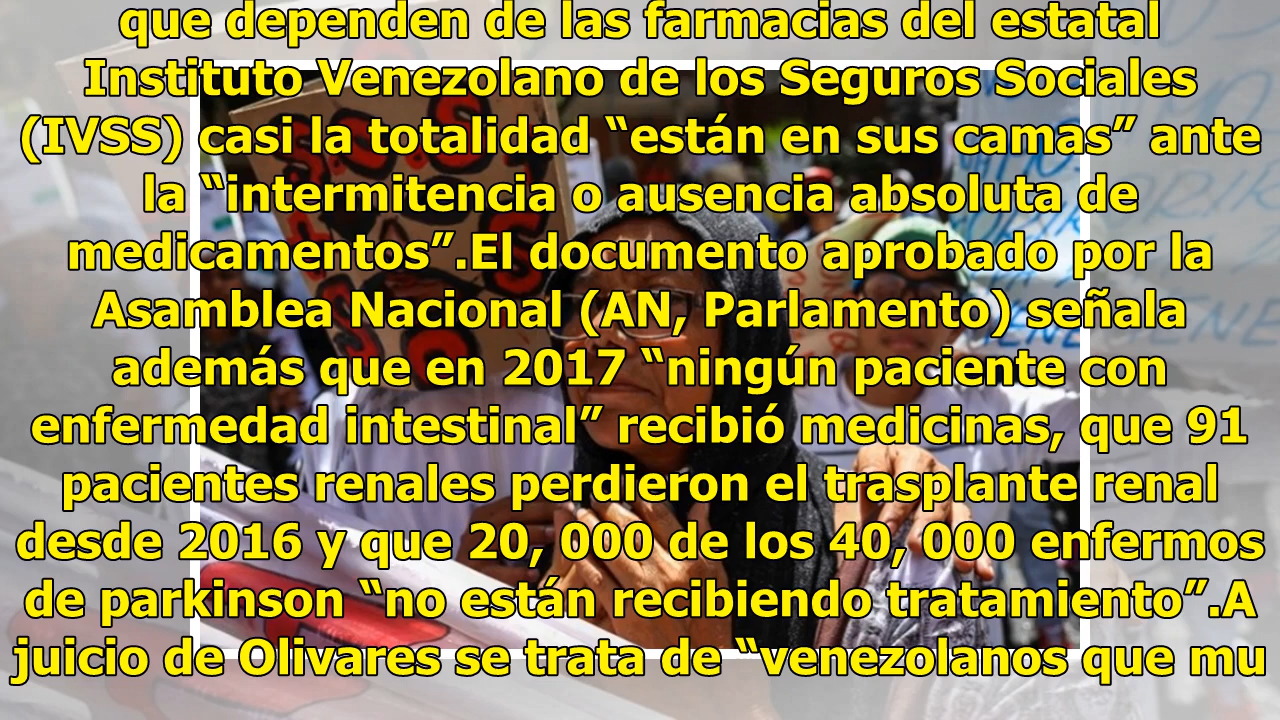 que dependen de las farmacias del estatal
Instituto Venezolano de los Seguros Sociales
(IVSS) casi la totalidad “están en sus camas” ante
la “intermitencia o ausencia absoluta de
medicamentos”.El documento aprobado por la
Asamblea Nacional (AN, Parlamento) señala
además que en 2017 “ningún paciente con
enfermedad intestinal” recibió medicinas, que 91
pacientes renales perdieron el trasplante renal
desde 2016 y que 20, 000 de los 40, 000 enfermos
de parkinson “no están recibiendo tratamiento”.A
juicio de Olivares se trata de “venezolanos que mu